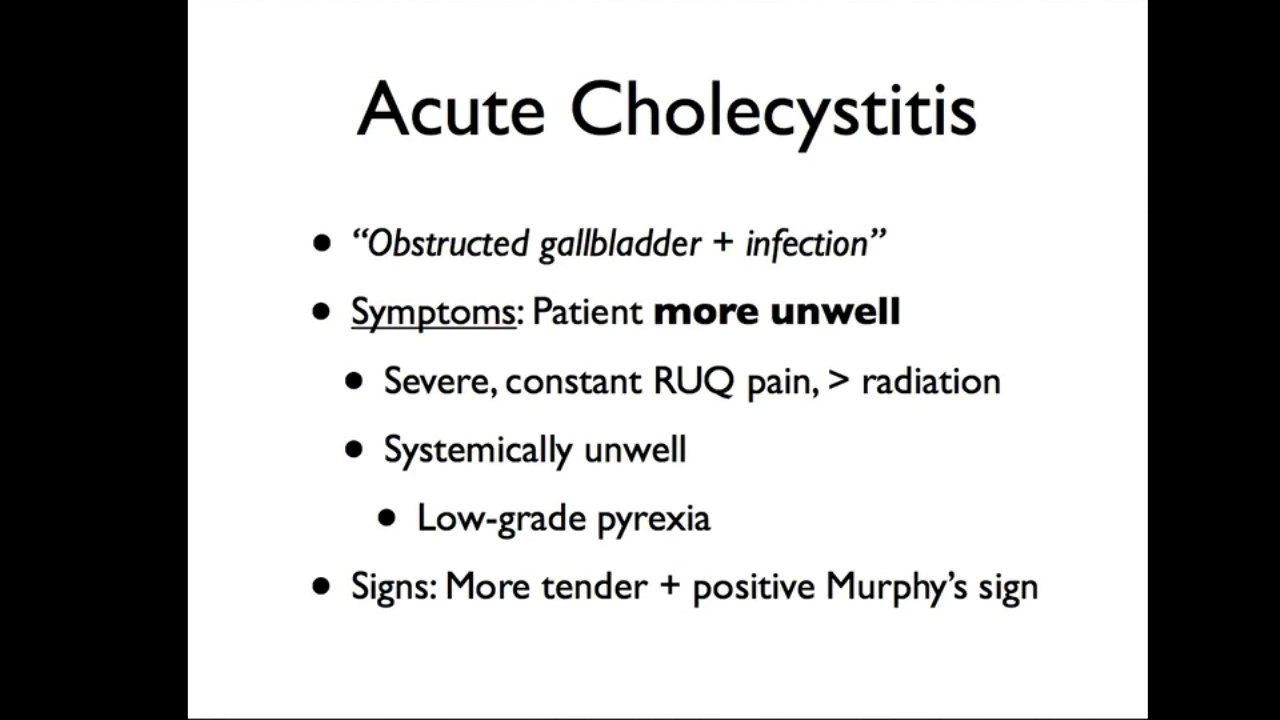 Acute Cholecystitis
• “Obstructed gallbladder + infection”
• Symptoms: Patient more unwell
• Severe, constant RUQ pain, > radiation
• Systemically unwell
• Low-grade pyrexia
• Signs: More tender + positive Murphy’s sign